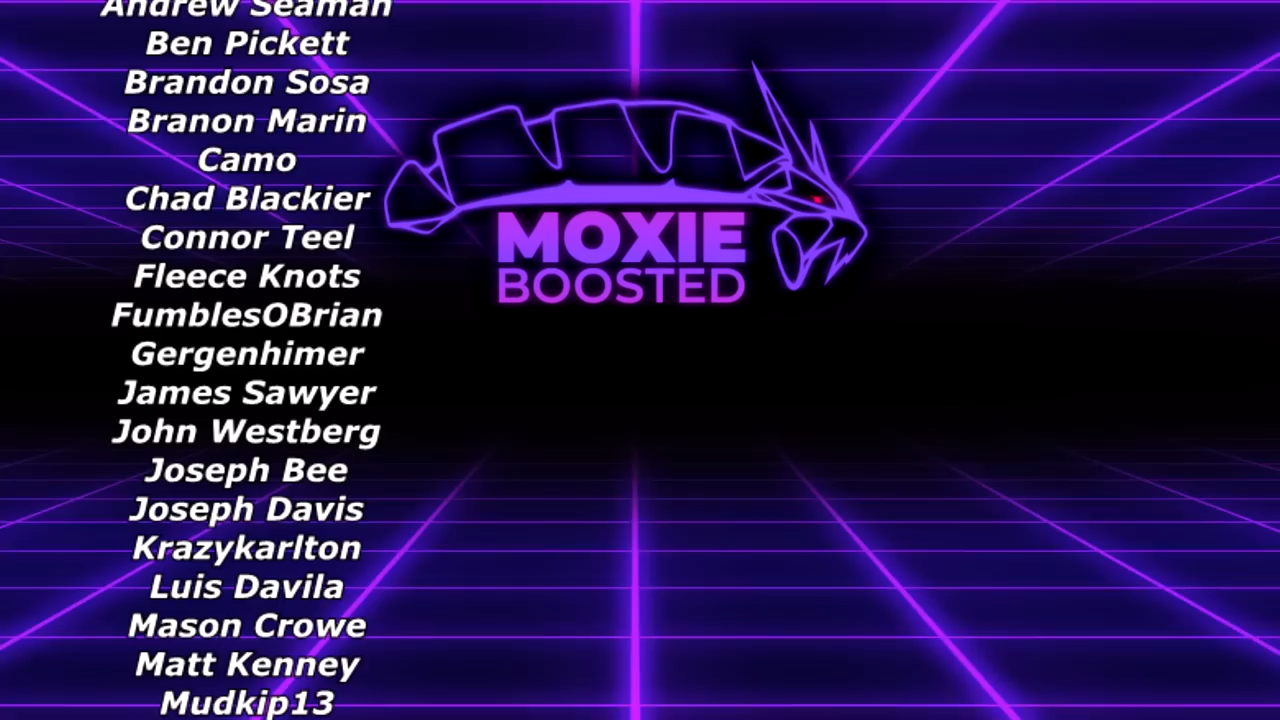 Andrew Seaman
Ben Pickett
Brandon Sosa
Branon Marin
Camo
Chad Blackier
Connor Teel
Fleece Knots
FumblesOBrian
Gergenhimer
James Sawyer
John Westberg
Joseph Bee
Joseph Davis
Krazykarlton
Luis Davila
Mason Crowe
Matt Kenney
Mudkip13
MOXIE
BOOSTED